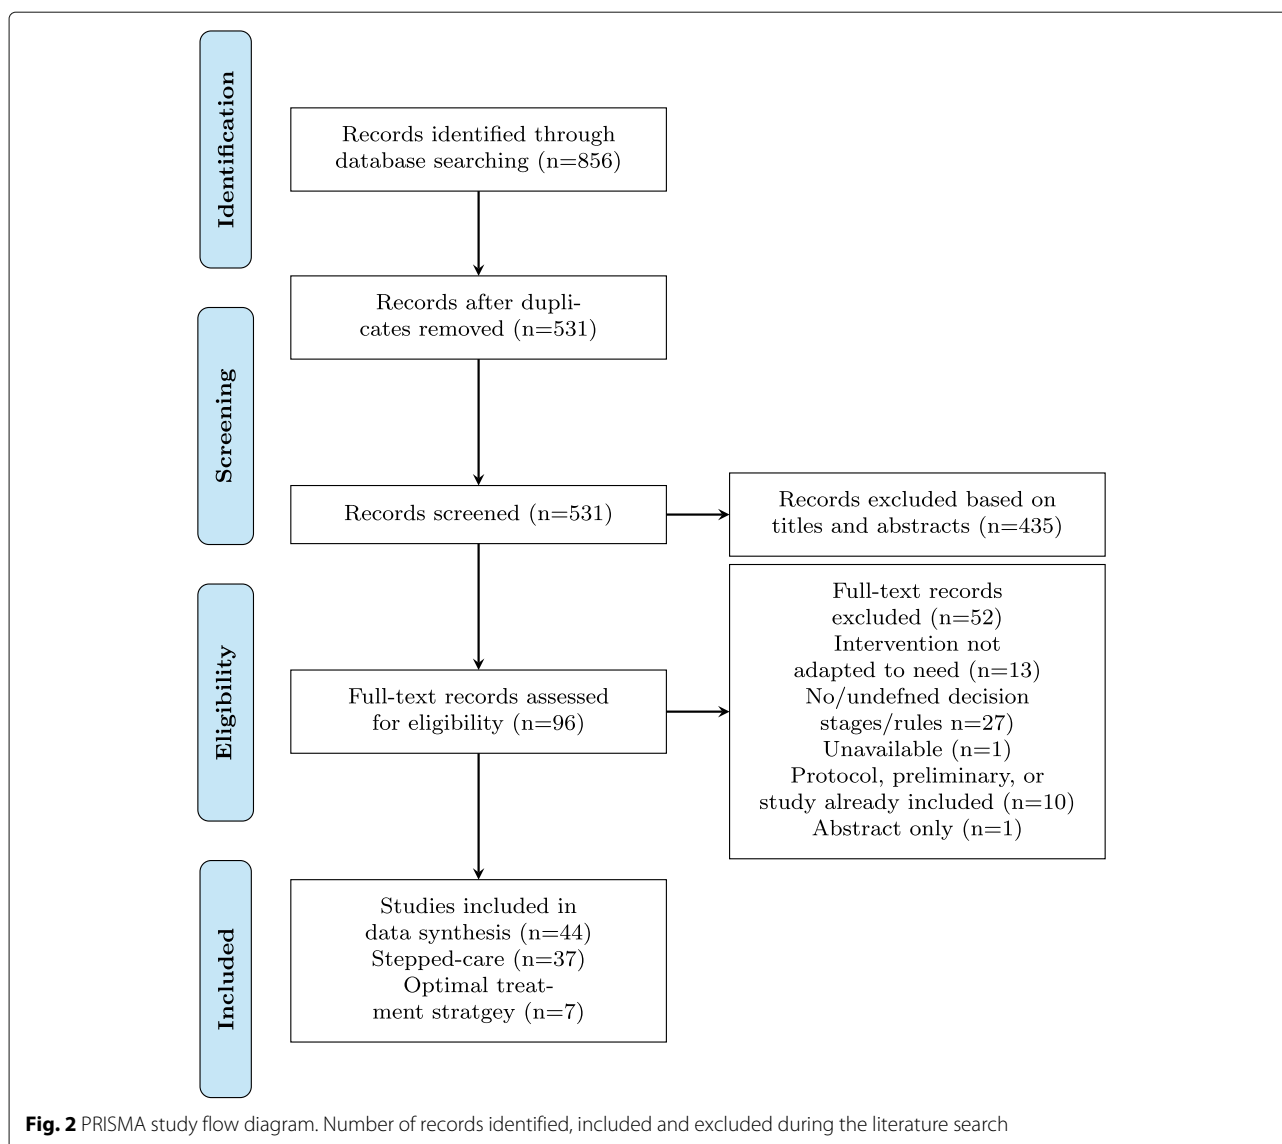 Identification
Records identified through
database searching (n=856)
Records after dupli-
cates removed (n=531)
Screening
Records screened (n=531)
Records excluded based on
titles and abstracts (n=435)
Eligibility
Full-text records assessed
for eligibility (n=96)
Full-text records
excluded (n=52)
Intervention not
adapted to need (n=13)
No/undefned decision
stages/rules n=27)
Unavailable (n=1)
Protocol, preliminary, or
study already included (n=10)
Abstract only (n=1)
Included
Studies included in
data synthesis (n=44)
Stepped-care (n=37)
Optimal treat-
ment stratgey (n=7)
Fig. 2 PRISMA study flow diagram. Number of records identified, included and excluded during the literature search